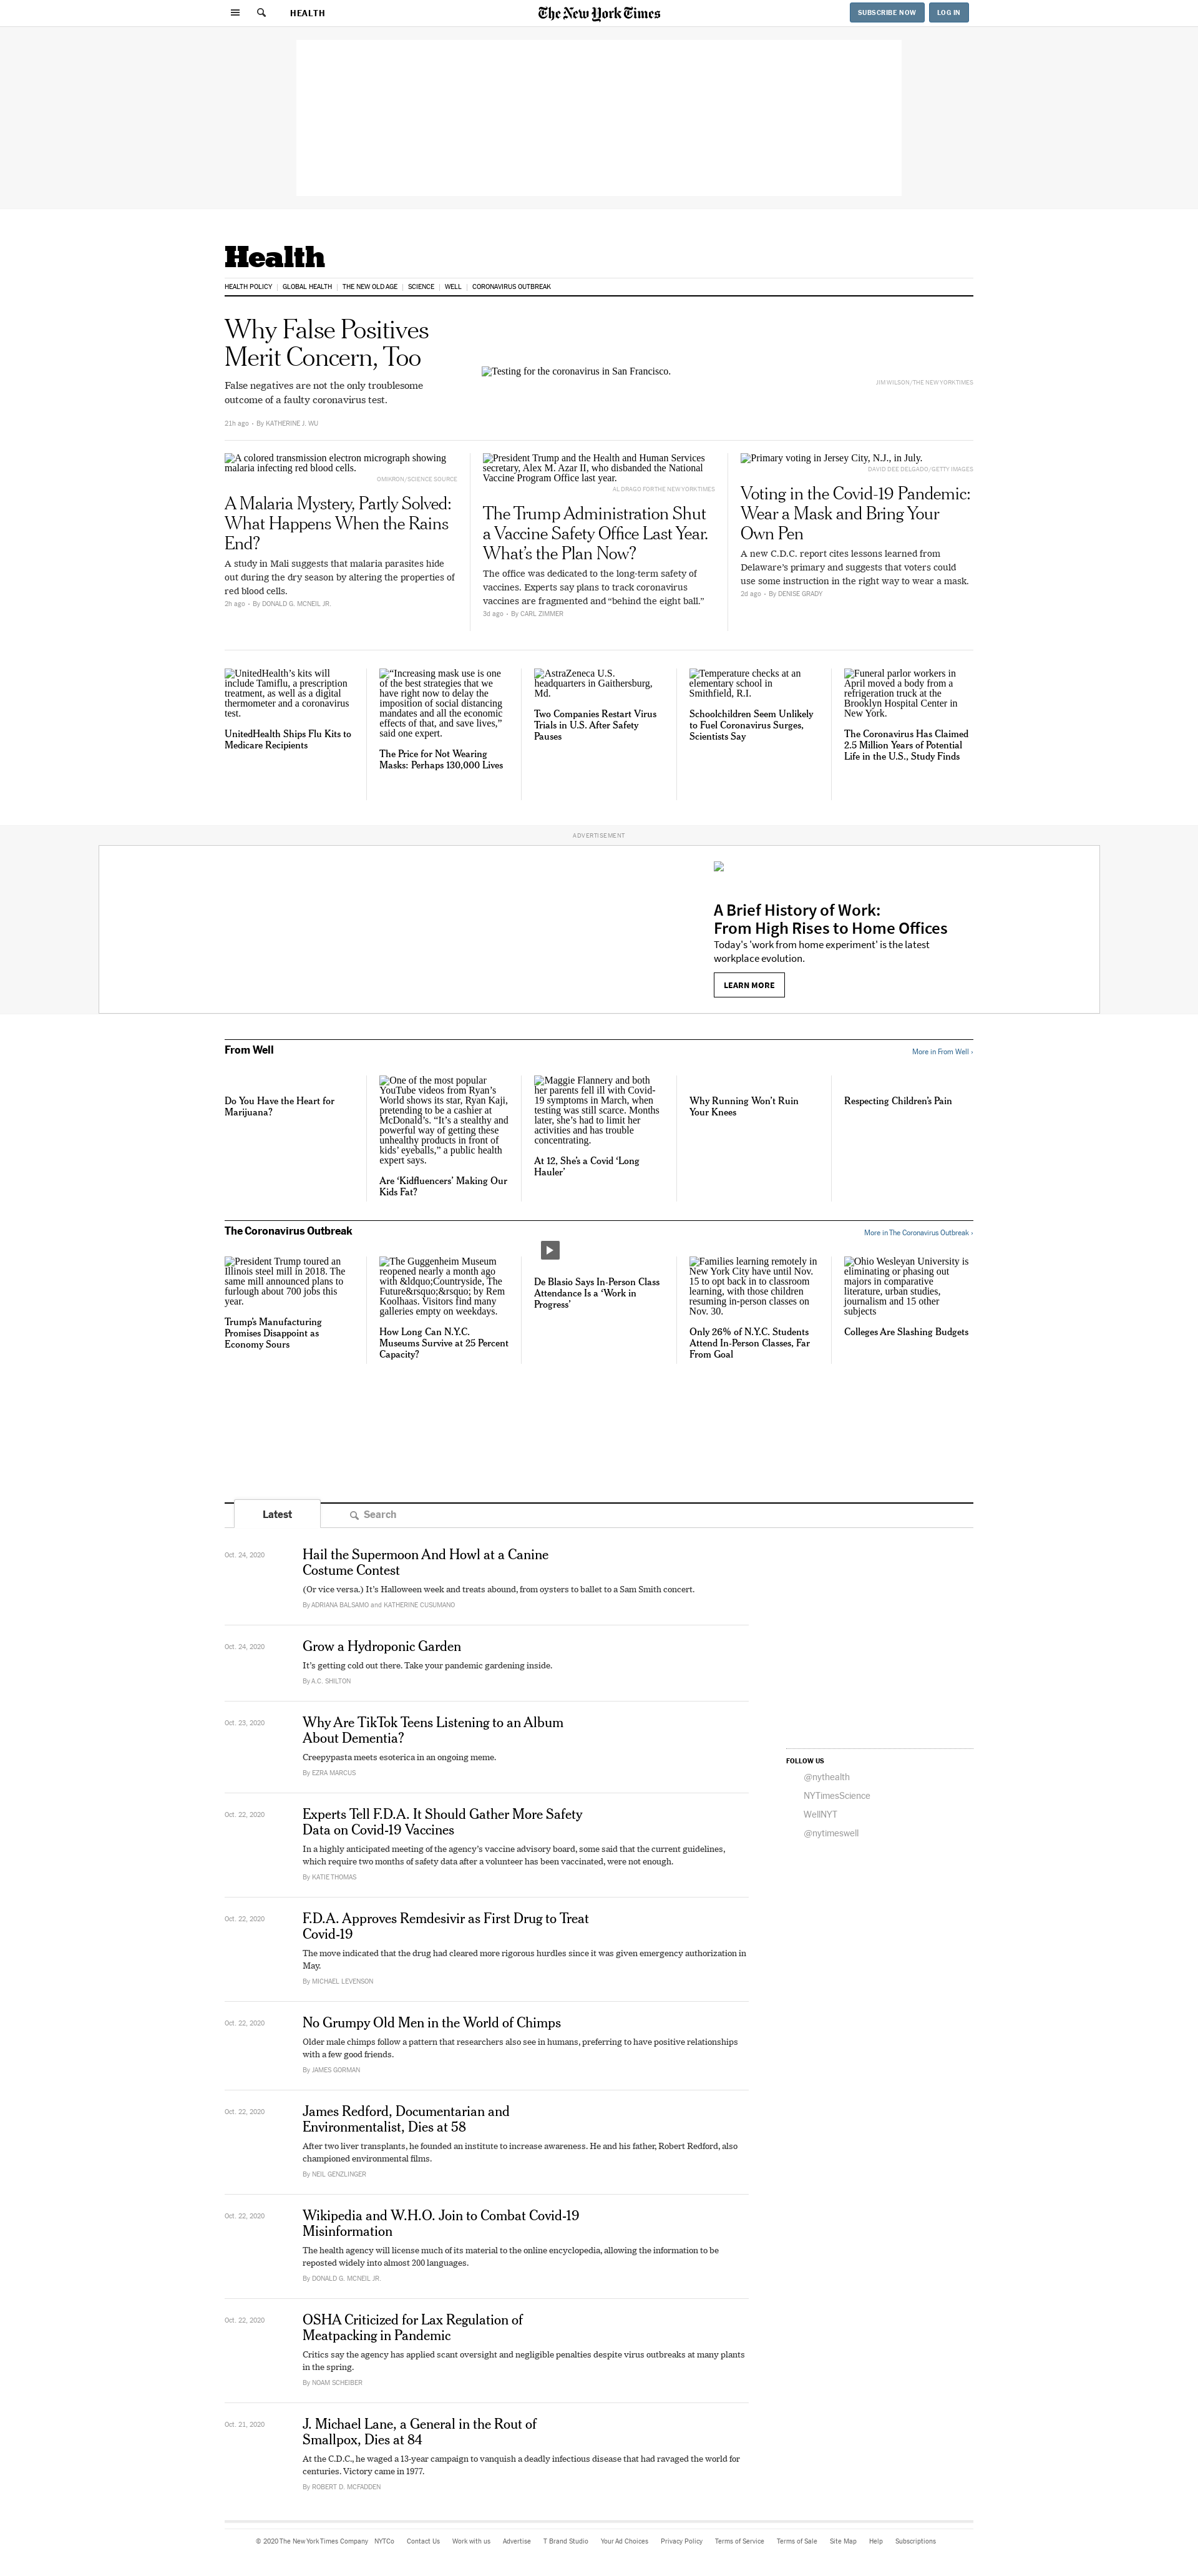 HEALTH
The New York Times
SUBSCRIBE NOW
LOG IN
Health
HEALTH POLICY
GLOBAL HEALTH
THE NEW OLD AGE
SCIENCE
WELL
CORONAVIRUS OUTBREAK
Why False Positives
Merit Concern, Too
False negatives are not the only troublesome
outcome of a faulty coronavirus test.
21h ago • By KATHERINE J. WU
Testing for the coronavirus in San Francisco.
JIM WILSON/THE NEW YORK TIMES
A colored transmission electron micrograph showing
malaria infecting red blood cells.
OMIKRON/SCIENCE SOURCE
A Malaria Mystery, Partly Solved:
What Happens When the Rains
End?
A study in Mali suggests that malaria parasites hide
out during the dry season by altering the properties of
red blood cells.
2h ago • By DONALD G. MCNEIL JR.
President Trump and the Health and Human Services
secretary, Alex M. Azar II, who disbanded the National
Vaccine Program Office last year.
AL DRAGO FOR THE NEW YORK TIMES
The Trump Administration Shut
a Vaccine Safety Office Last Year.
What’s the Plan Now?
The office was dedicated to the long-term safety of
vaccines. Experts say plans to track coronavirus
vaccines are fragmented and “behind the eight ball.”
3d ago • By CARL ZIMMER
Primary voting in Jersey City, N.J., in July.
DAVID DEE DELGADO/GETTY IMAGES
Voting in the Covid-19 Pandemic:
Wear a Mask and Bring Your
Own Pen
A new C.D.C. report cites lessons learned from
Delaware’s primary and suggests that voters could
use some instruction in the right way to wear a mask.
2d ago • By DENISE GRADY
UnitedHealth’s kits will
include Tamiflu, a prescription
treatment, as well as a digital
thermometer and a coronavirus
test.
UnitedHealth Ships Flu Kits to
Medicare Recipients
“Increasing mask use is one
of the best strategies that we
have right now to delay the
imposition of social distancing
mandates and all the economic
effects of that, and save lives,”
said one expert.
The Price for Not Wearing
Masks: Perhaps 130,000 Lives
AstraZeneca U.S.
headquarters in Gaithersburg,
Md.
Two Companies Restart Virus
Trials in U.S. After Safety
Pauses
Temperature checks at an
elementary school in
Smithfield, R.I.
Schoolchildren Seem Unlikely
to Fuel Coronavirus Surges,
Scientists Say
Funeral parlor workers in
April moved a body from a
refrigeration truck at the
Brooklyn Hospital Center in
New York.
The Coronavirus Has Claimed
2.5 Million Years of Potential
Life in the U.S., Study Finds
ADVERTISEMENT
A Brief History of Work:
From High Rises to Home Offices
Today's 'work from home experiment' is the latest
workplace evolution.
LEARN MORE
From Well
More in From Well ›
Do You Have the Heart for
Marijuana?
One of the most popular
YouTube videos from Ryan’s
World shows its star, Ryan Kaji,
pretending to be a cashier at
McDonald’s. “It’s a stealthy and
powerful way of getting these
unhealthy products in front of
kids’ eyeballs,” a public health
expert says.
Are ‘Kidfluencers’ Making Our
Kids Fat?
Maggie Flannery and both
her parents fell ill with Covid-
19 symptoms in March, when
testing was still scarce. Months
later, she’s had to limit her
activities and has trouble
concentrating.
At 12, She’s a Covid ‘Long
Hauler’
Why Running Won’t Ruin
Your Knees
Respecting Children’s Pain
The Coronavirus Outbreak
More in The Coronavirus Outbreak ›
President Trump toured an
Illinois steel mill in 2018. The
same mill announced plans to
furlough about 700 jobs this
year.
Trump’s Manufacturing
Promises Disappoint as
Economy Sours
The Guggenheim Museum
reopened nearly a month ago
with &ldquo;Countryside, The
Future&rsquo;&rsquo; by Rem
Koolhaas. Visitors find many
galleries empty on weekdays.
How Long Can N.Y.C.
Museums Survive at 25 Percent
Capacity?
De Blasio Says In-Person Class
Attendance Is a ‘Work in
Progress’
Families learning remotely in
New York City have until Nov.
15 to opt back in to classroom
learning, with those children
resuming in-person classes on
Nov. 30.
Only 26% of N.Y.C. Students
Attend In-Person Classes, Far
From Goal
Ohio Wesleyan University is
eliminating or phasing out
majors in comparative
literature, urban studies,
journalism and 15 other
subjects
Colleges Are Slashing Budgets
Latest
Search
Oct. 24, 2020
Hail the Supermoon And Howl at a Canine
Costume Contest
(Or vice versa.) It’s Halloween week and treats abound, from oysters to ballet to a Sam Smith concert.
By ADRIANA BALSAMO and KATHERINE CUSUMANO
Oct. 24, 2020
Grow a Hydroponic Garden
It’s getting cold out there. Take your pandemic gardening inside.
By A.C. SHILTON
Oct. 23, 2020
Why Are TikTok Teens Listening to an Album
About Dementia?
Creepypasta meets esoterica in an ongoing meme.
By EZRA MARCUS
Oct. 22, 2020
Experts Tell F.D.A. It Should Gather More Safety
Data on Covid-19 Vaccines
In a highly anticipated meeting of the agency’s vaccine advisory board, some said that the current guidelines,
which require two months of safety data after a volunteer has been vaccinated, were not enough.
By KATIE THOMAS
Oct. 22, 2020
F.D.A. Approves Remdesivir as First Drug to Treat
Covid-19
The move indicated that the drug had cleared more rigorous hurdles since it was given emergency authorization in
May.
By MICHAEL LEVENSON
Oct. 22, 2020
No Grumpy Old Men in the World of Chimps
Older male chimps follow a pattern that researchers also see in humans, preferring to have positive relationships
with a few good friends.
By JAMES GORMAN
Oct. 22, 2020
James Redford, Documentarian and
Environmentalist, Dies at 58
After two liver transplants, he founded an institute to increase awareness. He and his father, Robert Redford, also
championed environmental films.
By NEIL GENZLINGER
Oct. 22, 2020
Wikipedia and W.H.O. Join to Combat Covid-19
Misinformation
The health agency will license much of its material to the online encyclopedia, allowing the information to be
reposted widely into almost 200 languages.
By DONALD G. MCNEIL JR.
Oct. 22, 2020
OSHA Criticized for Lax Regulation of
Meatpacking in Pandemic
Critics say the agency has applied scant oversight and negligible penalties despite virus outbreaks at many plants
in the spring.
By NOAM SCHEIBER
Oct. 21, 2020
J. Michael Lane, a General in the Rout of
Smallpox, Dies at 84
At the C.D.C., he waged a 13-year campaign to vanquish a deadly infectious disease that had ravaged the world for
centuries. Victory came in 1977.
By ROBERT D. MCFADDEN
FOLLOW US
@nythealth
NYTimesScience
WellNYT
@nytimeswell
© 2020 The New York Times Company NYTCo Contact Us Work with us Advertise T Brand Studio Your Ad Choices Privacy Policy Terms of Service Terms of Sale Site Map Help Subscriptions